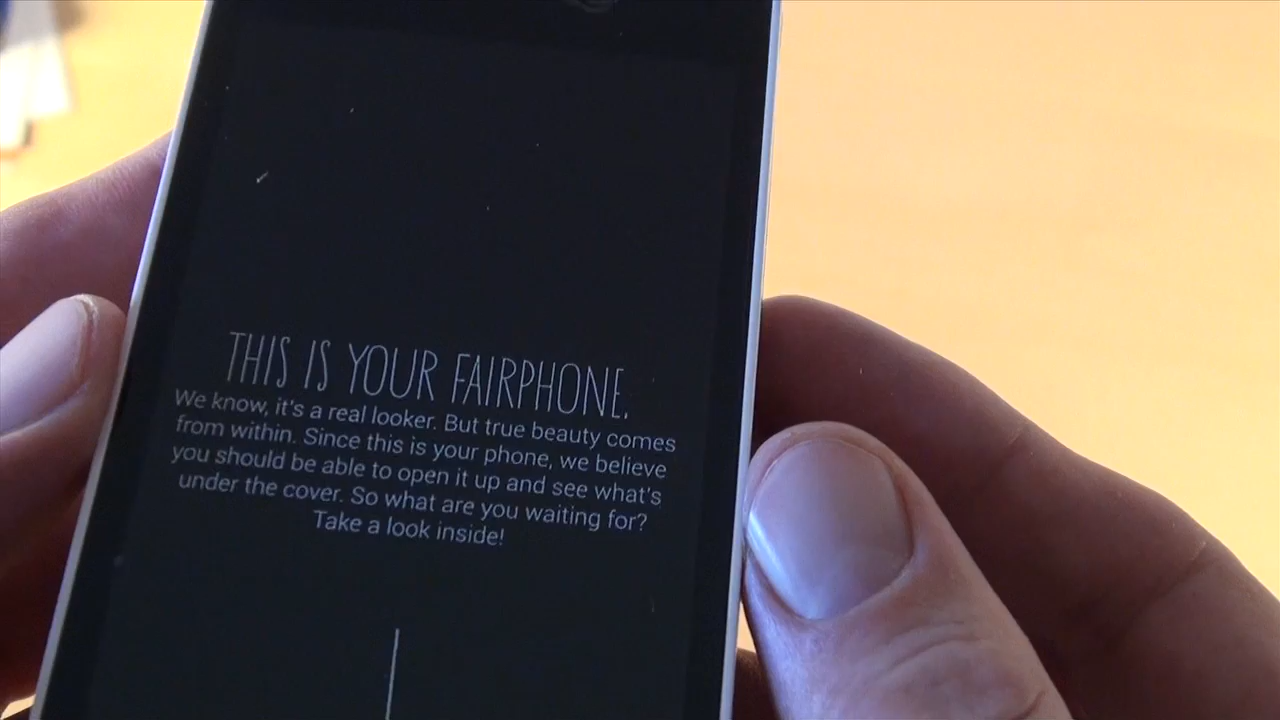 THIS IS YOUR FAIRPHONE.
We know, it's a real looker. But true beauty comes
from within. Since this is your phone, we believe
you should be able to open it up and see what's
under the cover. So what are you waiting for?
Take a look inside!